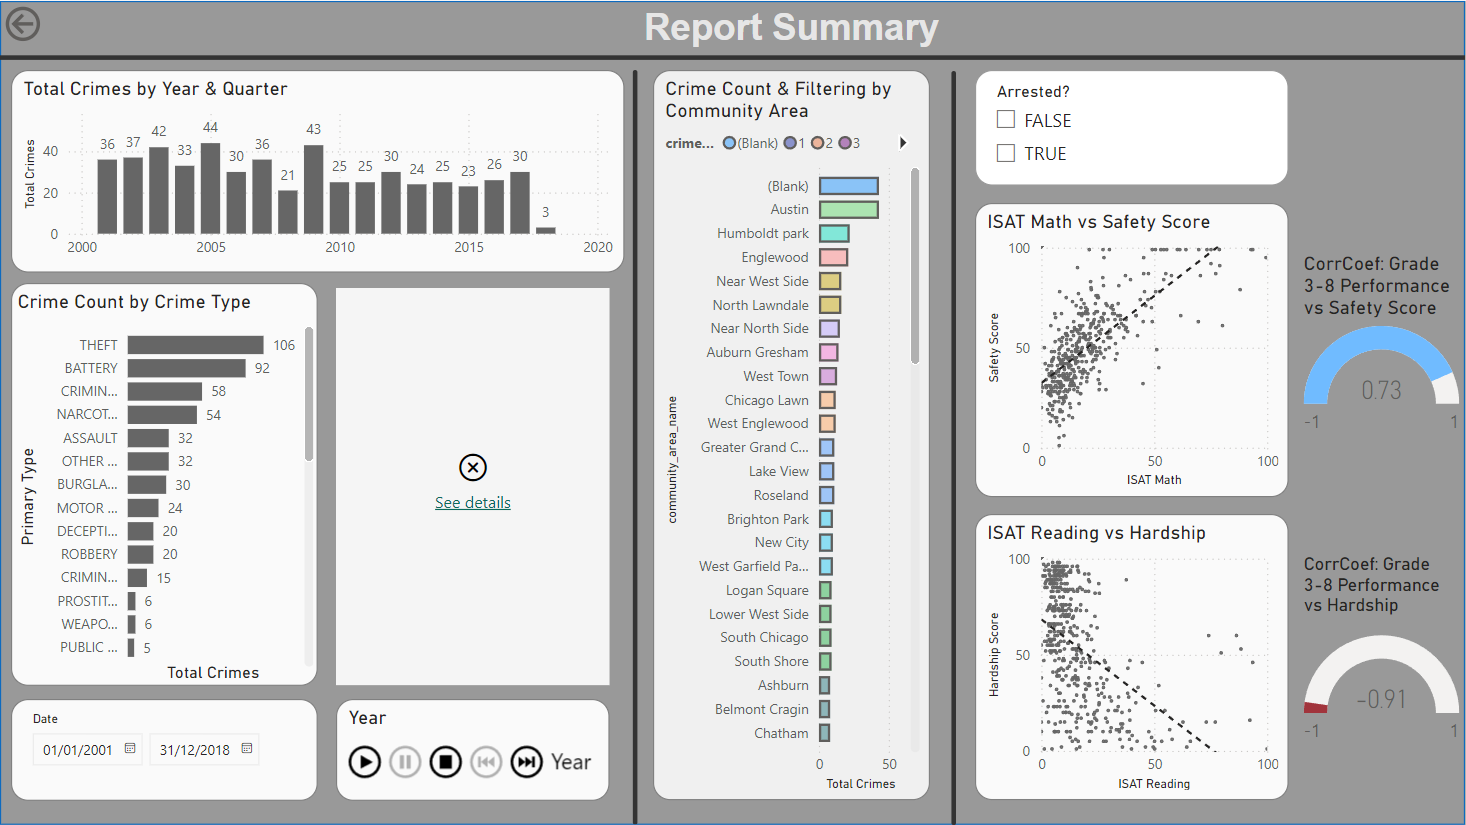 Report Summary
Total Crimes by Year & Quarter
Total Crimes
40
20
0
36 37 42 33 44 30 36 21 43 25 25 30 24 25 23 26 30 3
2000 2005 2010 2015 2020
Crime Count by Crime Type
Primary Type
THEFT 106
BATTERY 92
CRIMIN... 58
NARCOT... 54
ASSAULT 32
OTHER ... 32
BURGLA... 30
MOTOR ... 24
DECEPTI... 20
ROBBERY 20
CRIMIN... 15
PROSTIT... 6
WEAPO... 6
PUBLIC ... 5
Total Crimes
See details
Date
01/01/2001 31/12/2018
Year
Year
Crime Count & Filtering by
Community Area
crime... (Blank) 1 2 3
community_area_name
(Blank)
Austin
Humboldt park
Englewood
Near West Side
North Lawndale
Near North Side
Auburn Gresham
West Town
Chicago Lawn
West Englewood
Greater Grand C...
Lake View
Roseland
Brighton Park
New City
West Garfield Pa...
Logan Square
Lower West Side
South Chicago
South Shore
Ashburn
Belmont Cragin
Chatham
0 50
Total Crimes
Arrested?
FALSE
TRUE
ISAT Math vs Safety Score
Safety Score
100
50
0
0 50 100
ISAT Math
CorrCoef: Grade
3-8 Performance
vs Safety Score
0.73
-1 1
ISAT Reading vs Hardship
Hardship Score
100
50
0
0 50 100
ISAT Reading
CorrCoef: Grade
3-8 Performance
vs Hardship
-0.91
-1 1